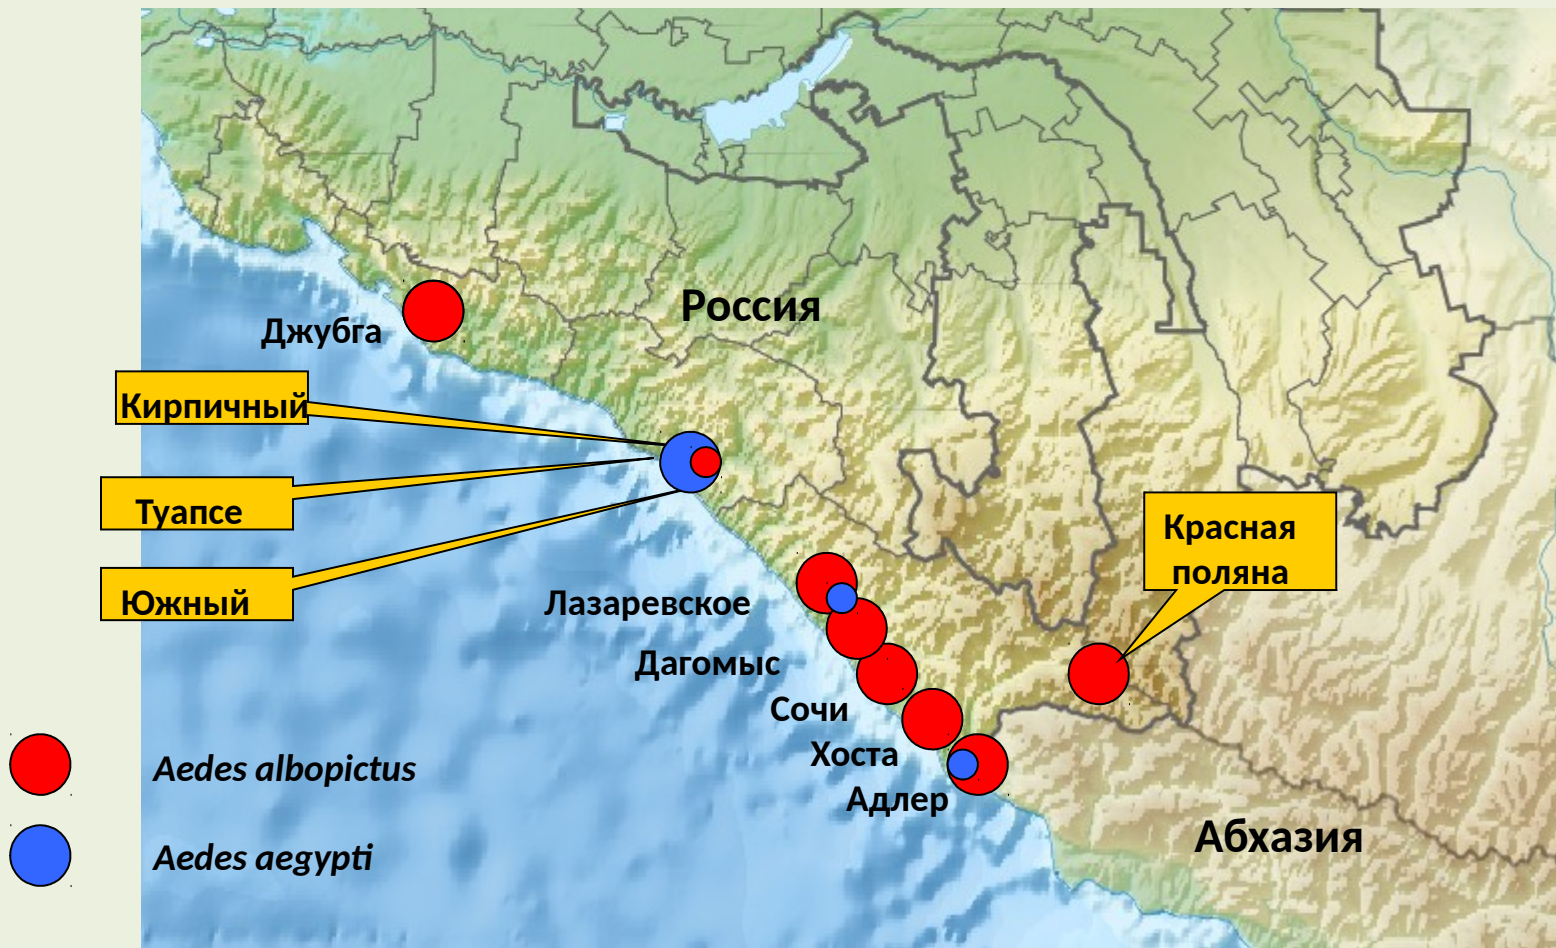 Россия
Джубга
Кирпичный
Туапсе
Южный
Красная
поляна
Лазаревское
Дагомыс
Сочи
Хоста
Адлер
Aedes albopictus
Абхазия
Aedes aegypti